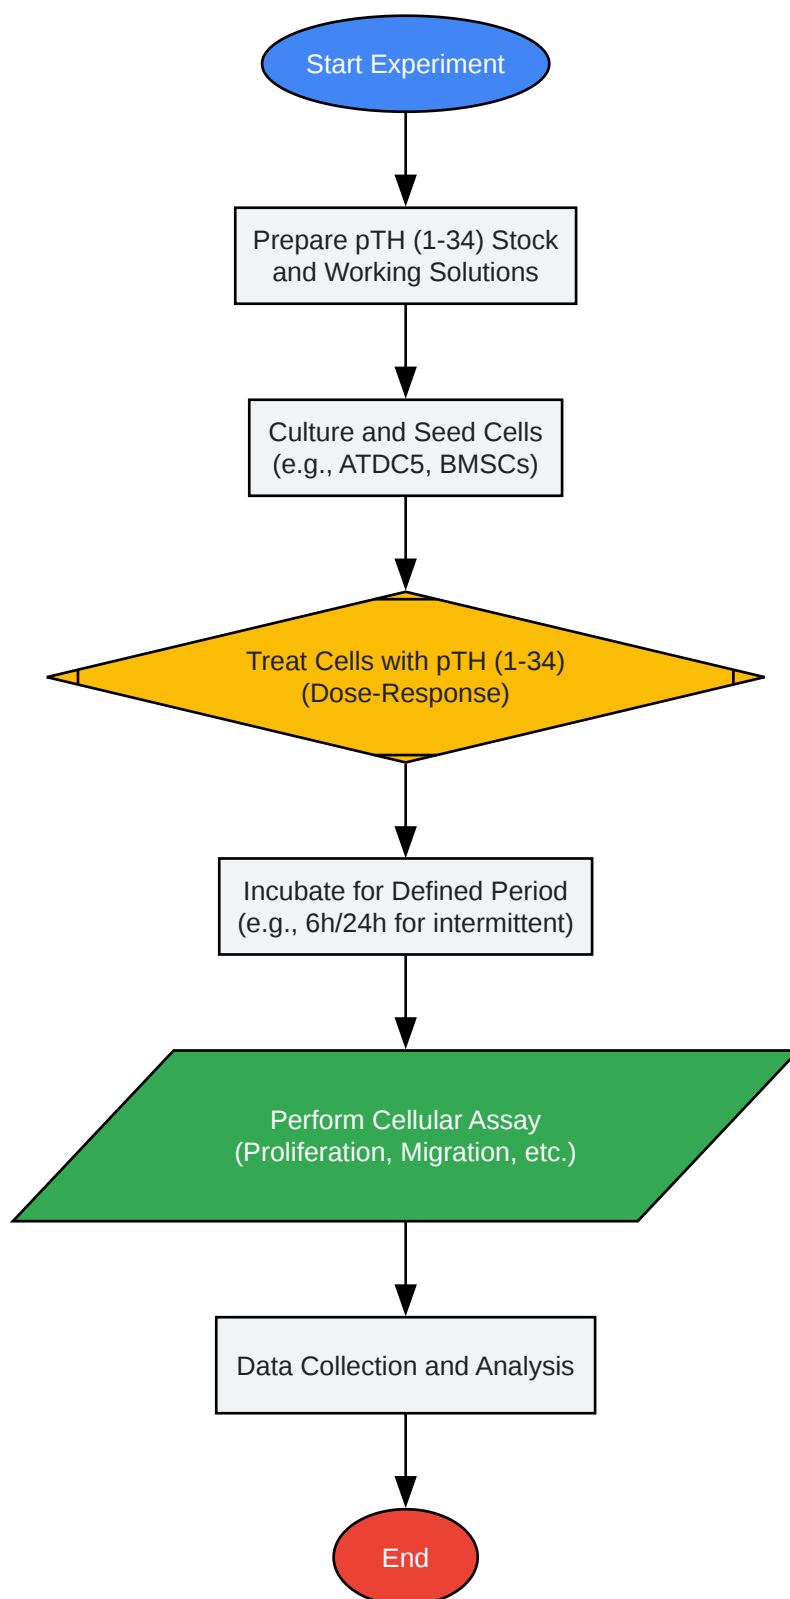 Start Experiment
Prepare pTH (1-34) Stock
and Working Solutions
Culture and Seed Cells
(e.g., ATDC5, BMSCs)
Treat Cells with pTH (1-34)
(Dose-Response)
Incubate for Defined Period
(e.g., 6h/24h for intermittent)
Perform Cellular Assay
(Proliferation, Migration, etc.)
Data Collection and Analysis
End